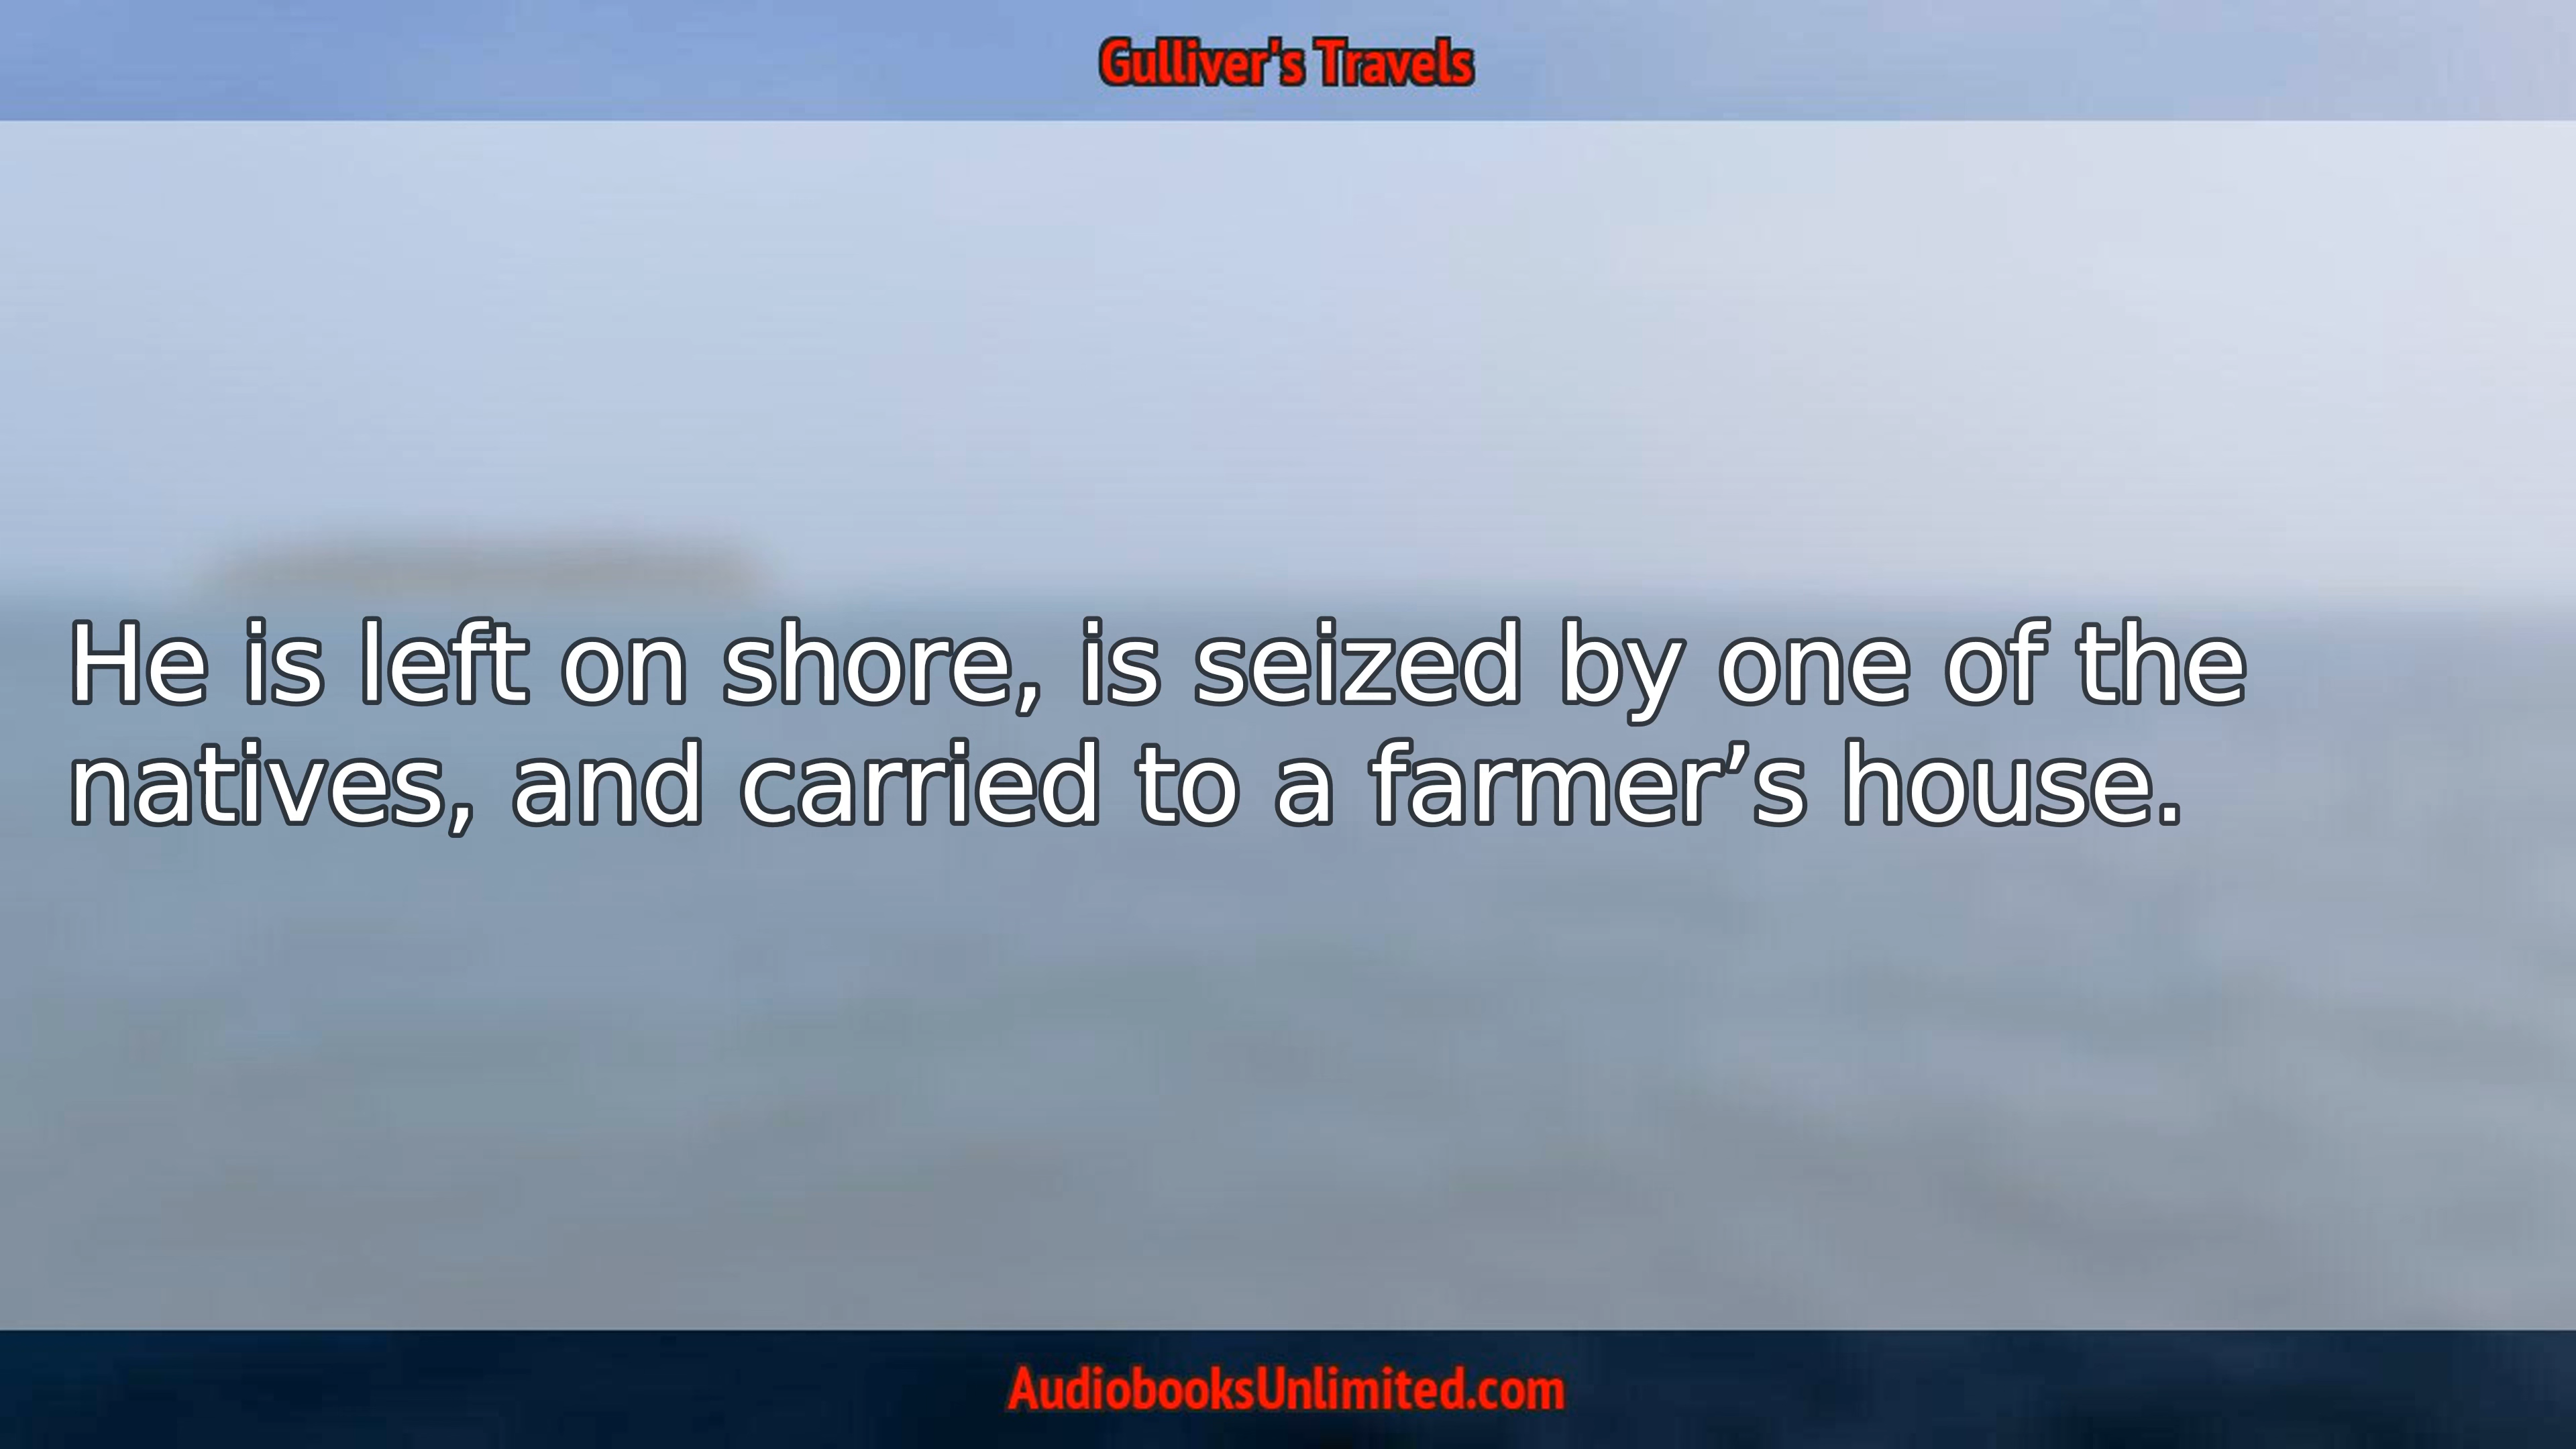 Gulliver's Travels
He is left on shore, is seized by one of the
natives, and carried to a farmer’s house.
AudiobooksUnlimited.com